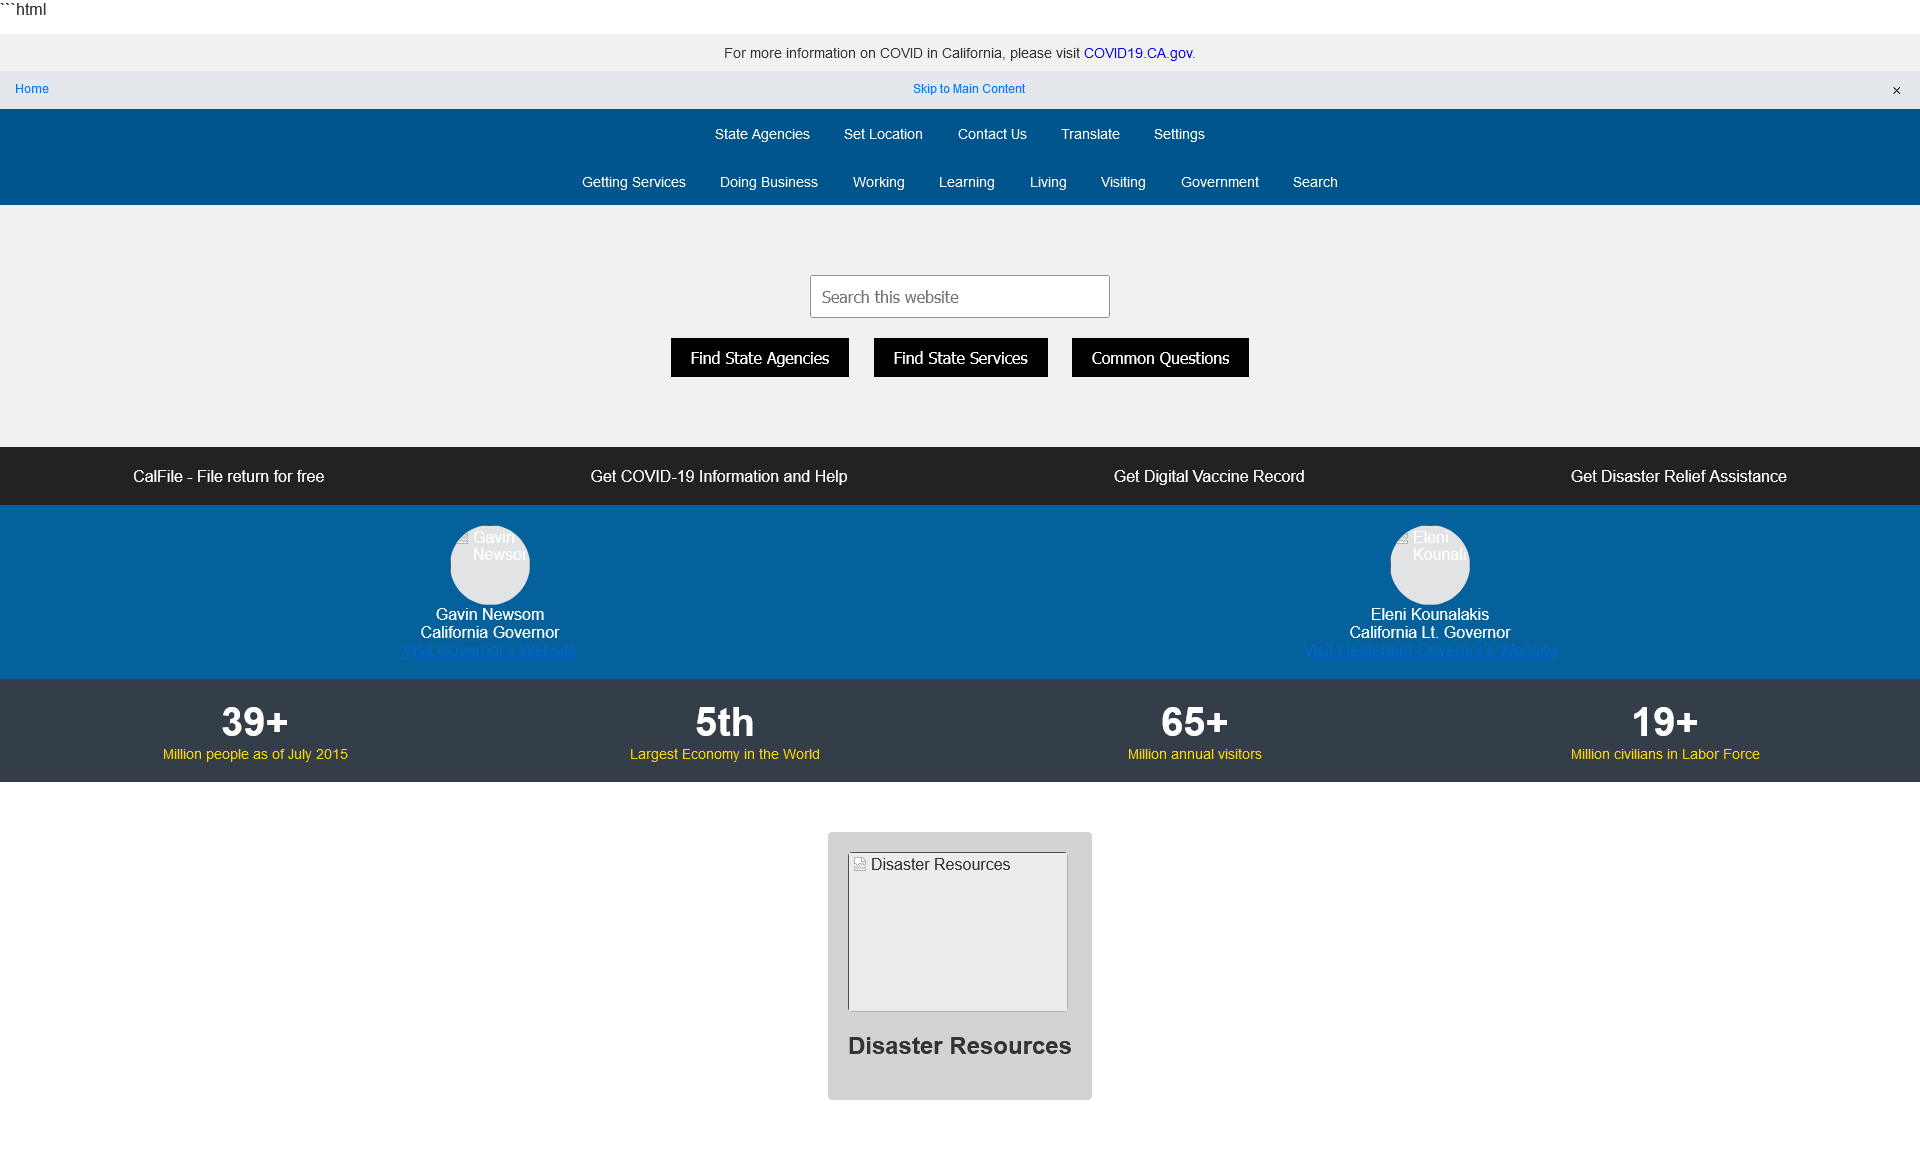 ```html
For more information on COVID in California, please visit COVID19.CA.gov.
Home Skip to Main Content ×
State Agencies Set Location Contact Us Translate Settings
Getting Services Doing Business Working Learning Living Visiting Government Search
Search this website
Find State Agencies Find State Services Common Questions
CalFile - File return for free Get COVID-19 Information and Help Get Digital Vaccine Record Get Disaster Relief Assistance
Gavin
Gavin Newsom
California Governor
Visit Governor's Website
Eleni
Eleni Kounalakis
California Lt. Governor
Visit Lieutenant Governor's Website
39+ 5th 65+ 19+
Million people as of July 2015 Largest Economy in the World Million annual visitors Million civilians in Labor Force
Disaster Resources
Disaster Resources